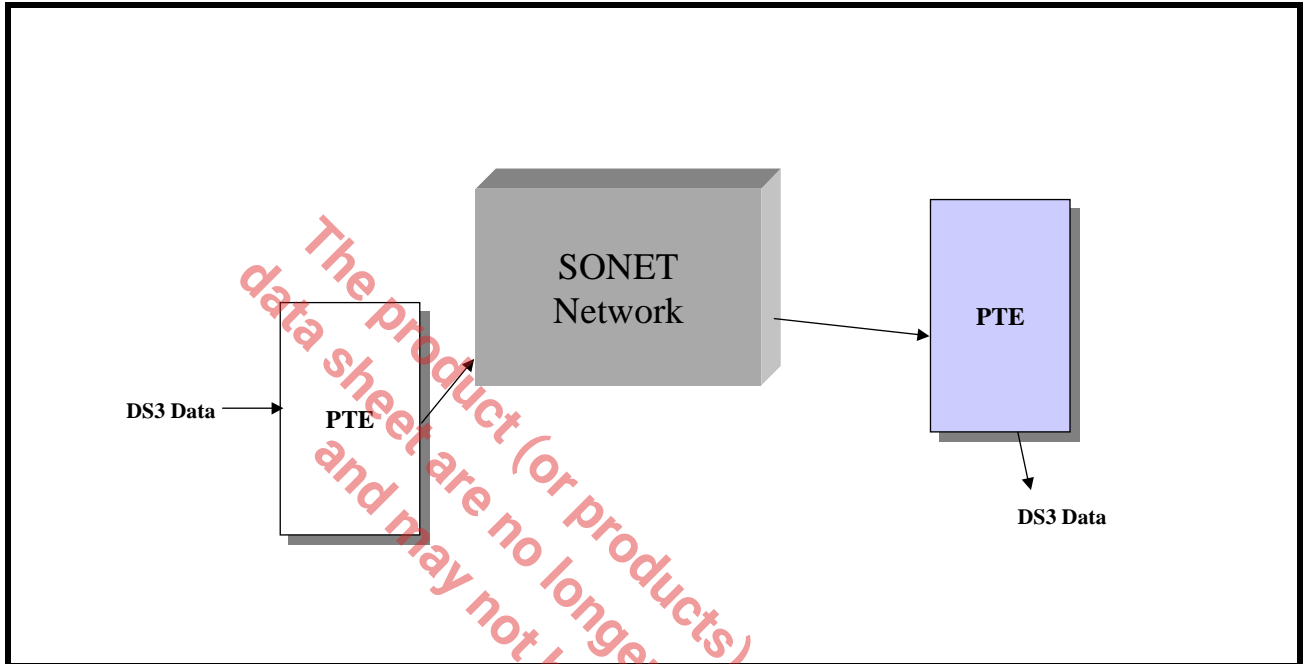 SONET
Network
PTE
DS3 Data
PTE
DS3 Data
The product (or products)
data sheet are no longer
and may not